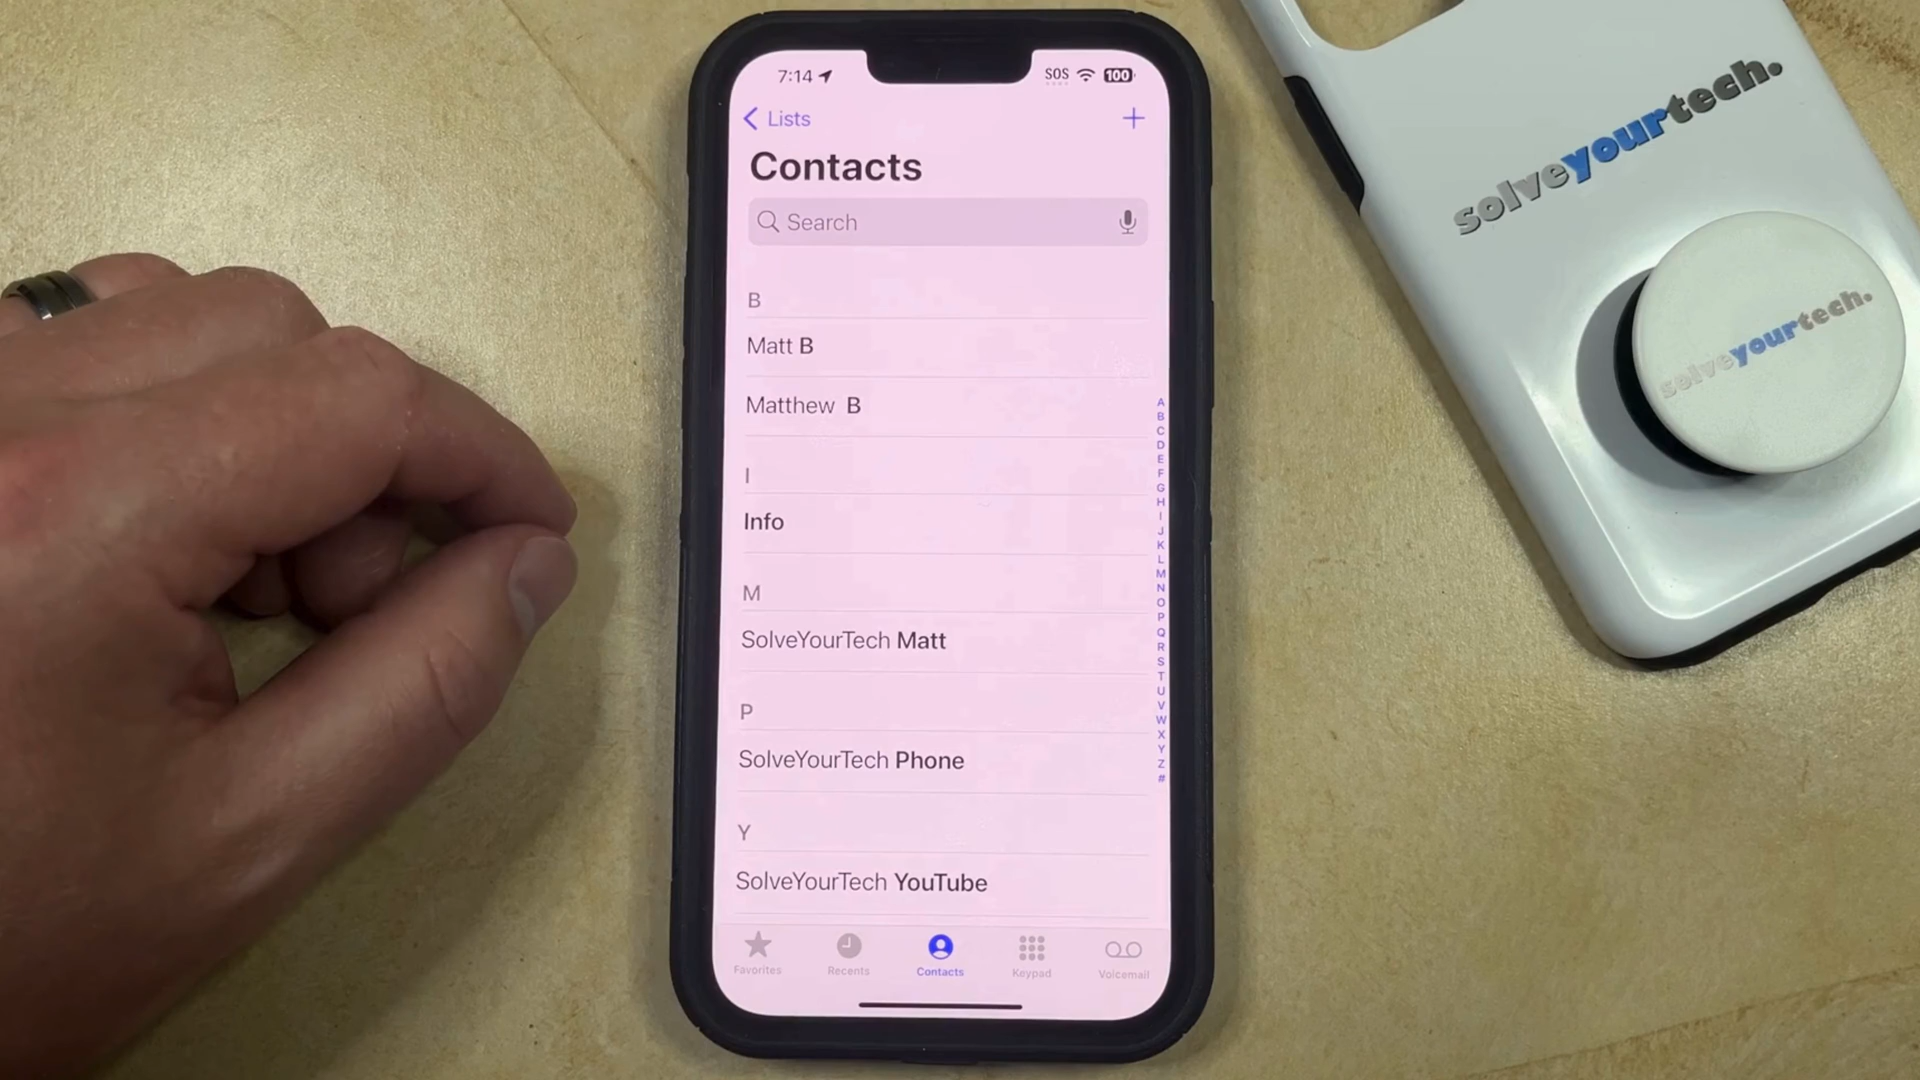 7:14
SOS
100
Lists
+
Contacts
Search
B
Matt B
Matthew B
I
Info
M
SolveYourTech Matt
P
SolveYourTech Phone
Y
SolveYourTech YouTube
A
B
C
D
E
F
G
H
I
J
K
L
M
N
O
P
Q
R
S
T
U
V
W
X
Y
Z
#
Favorites
Recents
Contacts
Keypad
Voicemail
solveyourtech.
solveyourtech.